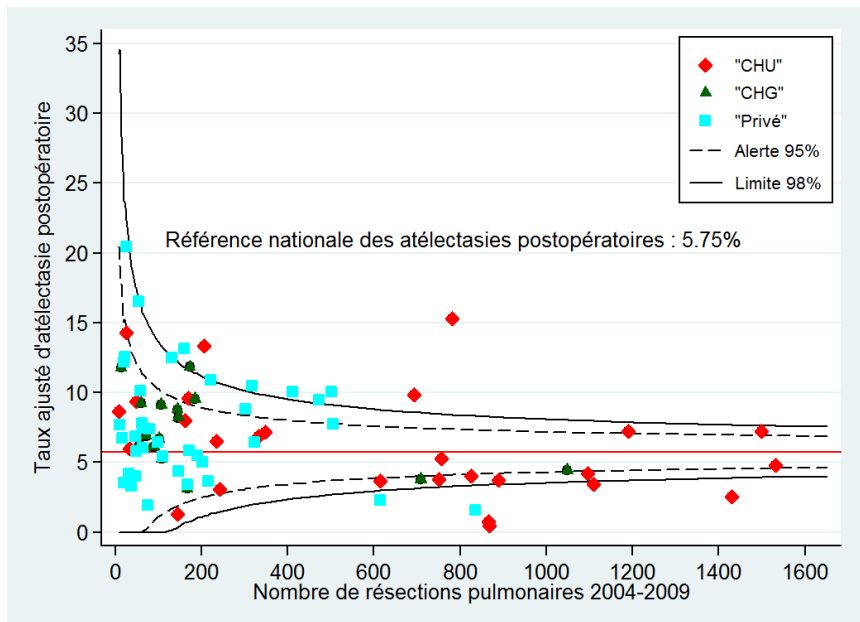 35
30
25
20
15
10
5
0
Taux ajusté d'atélectasie postopératoire
"CHU"
"CHG"
"Privé"
Alerte 95%
Limite 98%
Référence nationale des atélectasies postopératoires : 5.75%
0 200 400 600 800 1000 1200 1400 1600
Nombre de résections pulmonaires 2004-2009